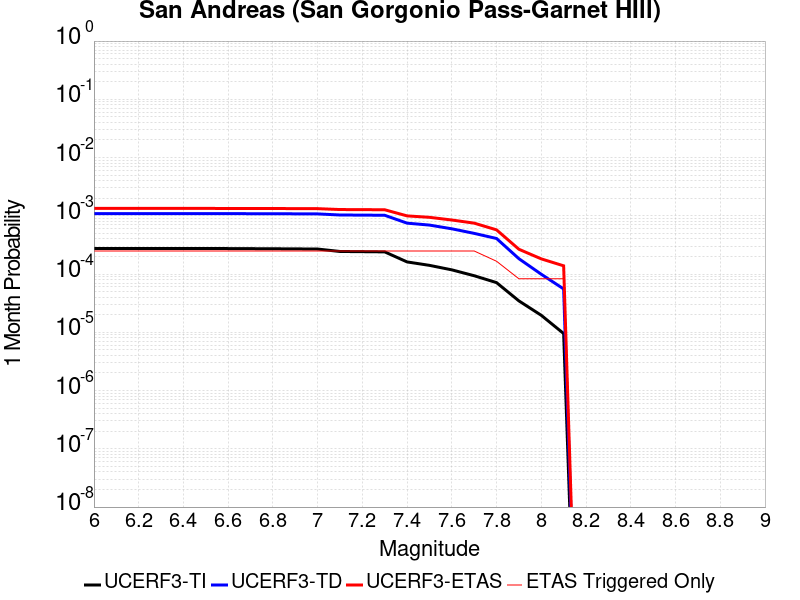 San Andreas (San Gorgonio Pass-Garnet HIll)
10^0
10^-1
10^-2
10^-3
10^-4
10^-5
10^-6
10^-7
10^-8
1 Month Probability
6 6.2 6.4 6.6 6.8 7 7.2 7.4 7.6 7.8 8 8.2 8.4 8.6 8.8 9
Magnitude
UCERF3-TI UCERF3-TD UCERF3-ETAS ETAS Triggered Only